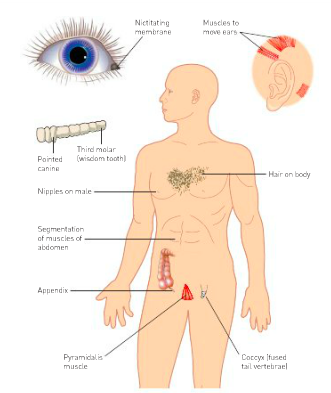 Nictitating
membrane
Muscles to
move ears
Pointed
canine
Third molar
(wisdom tooth)
Hair on body
Nipples on male
Segmentation
of muscles of
abdomen
Appendix
Pyramidalis
muscle
Coccyx (fused
tail vertebrae)